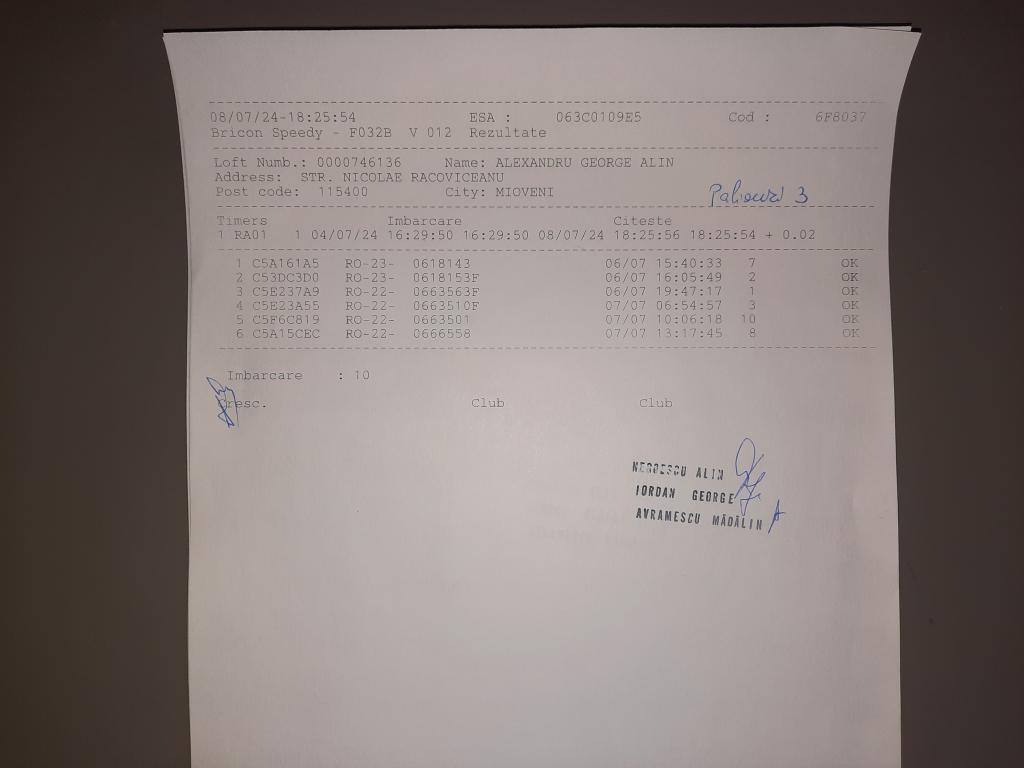 08/07/24-18:25:54 ESA : 063C0109E5 Cod : 6F8037
Bricon Speedy - F032B V 012 Rezultate
Loft Numb.: 0000746136 Name: ALEXANDRU GEORGE ALIN
Address: STR. NICOLAE RACOVICEANU
Post code: 115400 City: MIOVENI
Paliouri 3
Timers Imbarcare Citeste
1 RA01 1 04/07/24 16:29:50 16:29:50 08/07/24 18:25:56 18:25:54 + 0.02
1 C5A161A5 RO-23- 0618143 06/07 15:40:33 7 OK
2 C53DC3D0 RO-23- 0618153F 06/07 16:05:49 2 OK
3 C5E237A9 RO-22- 0663563F 06/07 19:47:17 1 OK
4 C5E23A55 RO-22- 0663510F 07/07 06:54:57 3 OK
5 C5F6C819 RO-22- 0663501 07/07 10:06:18 10 OK
6 C5A15CEC RO-22- 0666558 07/07 13:17:45 8 OK
Imbarcare : 10
Cresc. Club Club
NEGOESCU ALIN
IORDAN GEORGE
AVRAMESCU MĂDĂLIN